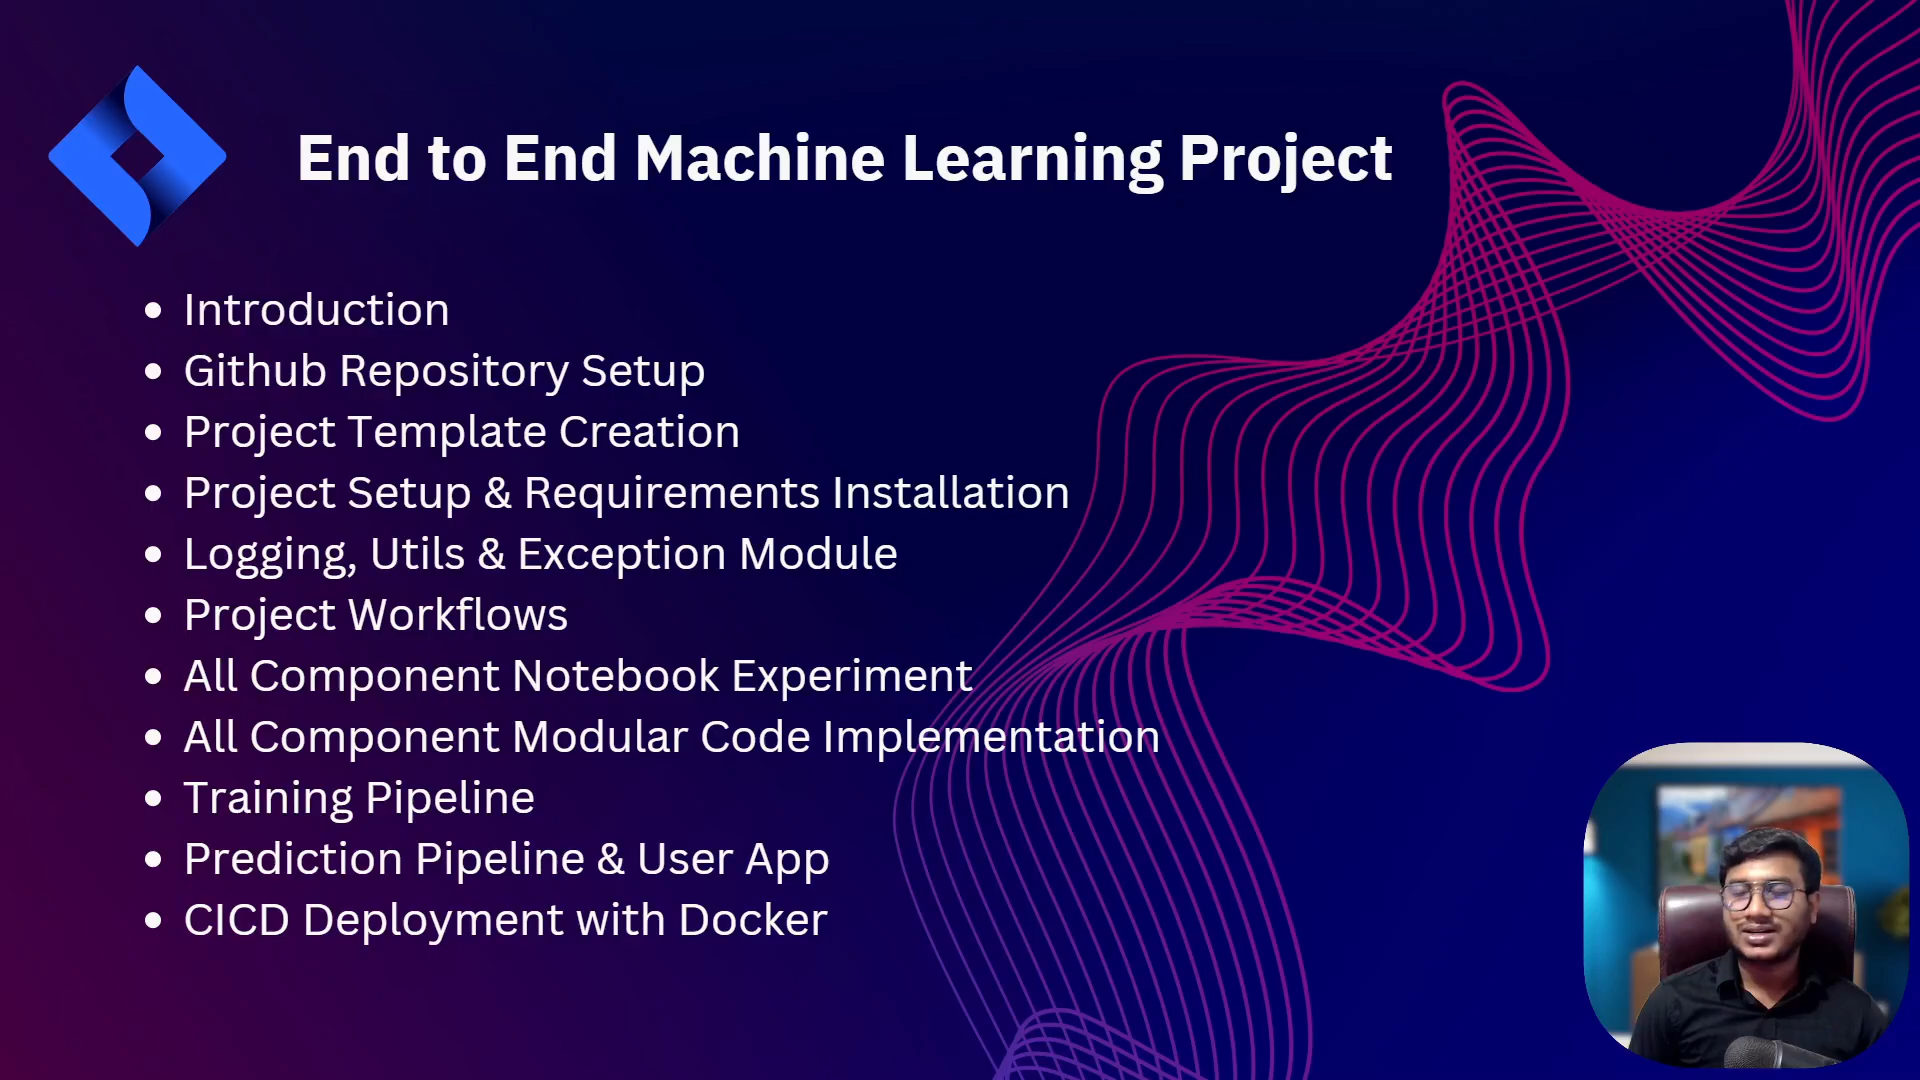 End to End Machine Learning Project
• Introduction
• Github Repository Setup
• Project Template Creation
• Project Setup & Requirements Installation
• Logging, Utils & Exception Module
• Project Workflows
• All Component Notebook Experiment
• All Component Modular Code Implementation
• Training Pipeline
• Prediction Pipeline & User App
• CICD Deployment with Docker